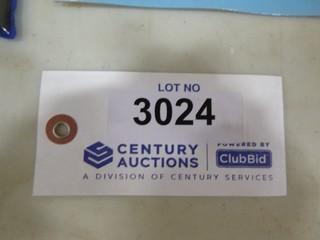 LOT NO
3024
CENTURY AUCTIONS
POWERED BY
ClubBid
A DIVISION OF CENTURY SERVICES